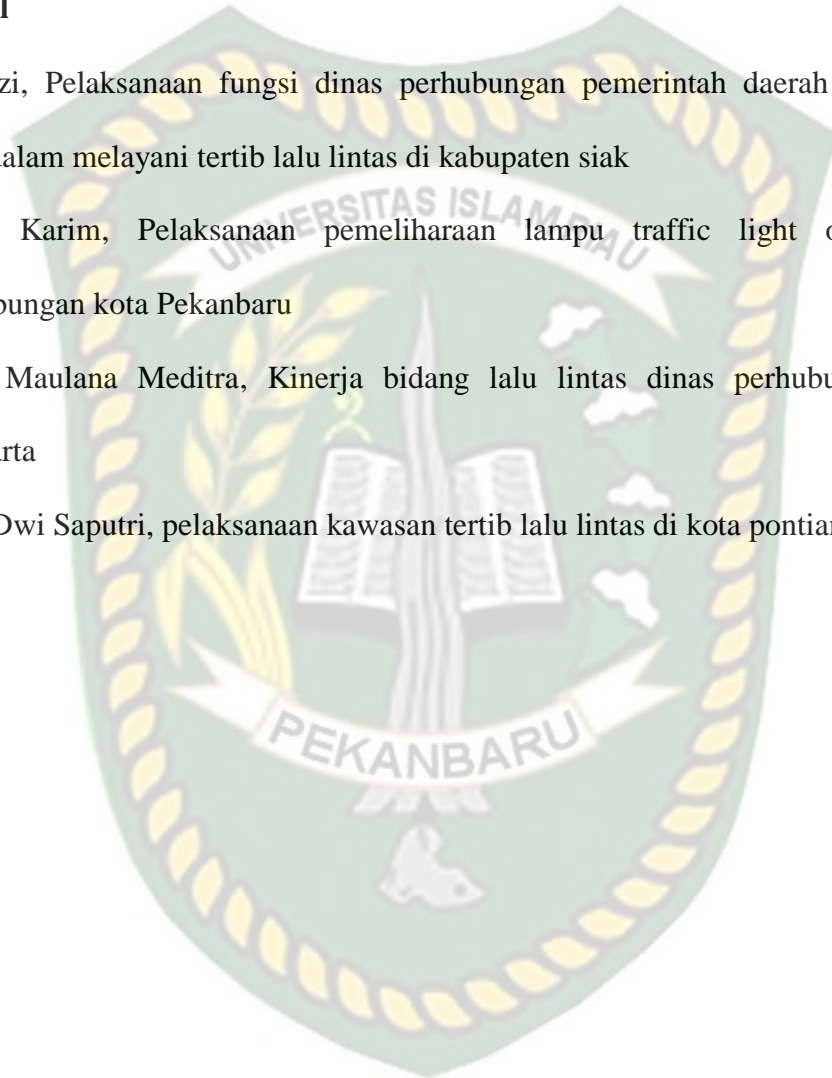 zi, Pelaksanaan fungsi dinas perhubungan pemerintah daerah
dalam melayani tertib lalu lintas di kabupaten siak
UNIVERSITAS ISLAM RIAU
Karim, Pelaksanaan pemeliharaan lampu traffic light
bungan kota Pekanbaru
Maulana Meditra, Kinerja bidang lalu lintas dinas perhubu
arta
Dwi Saputri, pelaksanaan kawasan tertib lalu lintas di kota pontian
PEKANBARU